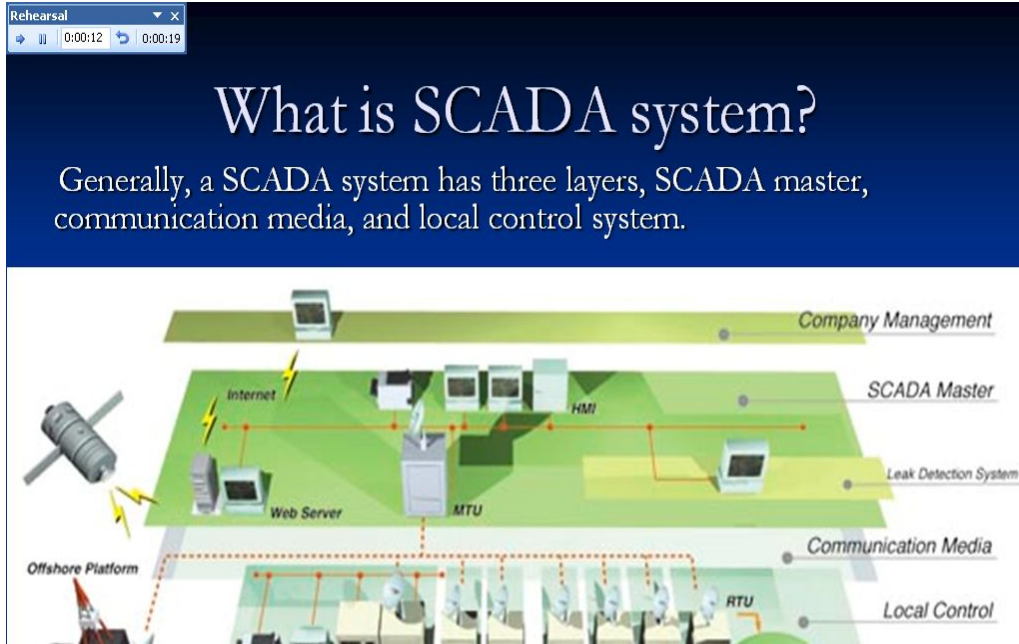 Rehearsal
0:00:12 0:00:19
What is SCADA system?
Generally, a SCADA system has three layers, SCADA master,
communication media, and local control system.
Company Management
SCADA Master
Internet
HMI
Leak Detection System
Web Server
MTU
Communication Media
Offshore Platform
RTU
Local Control